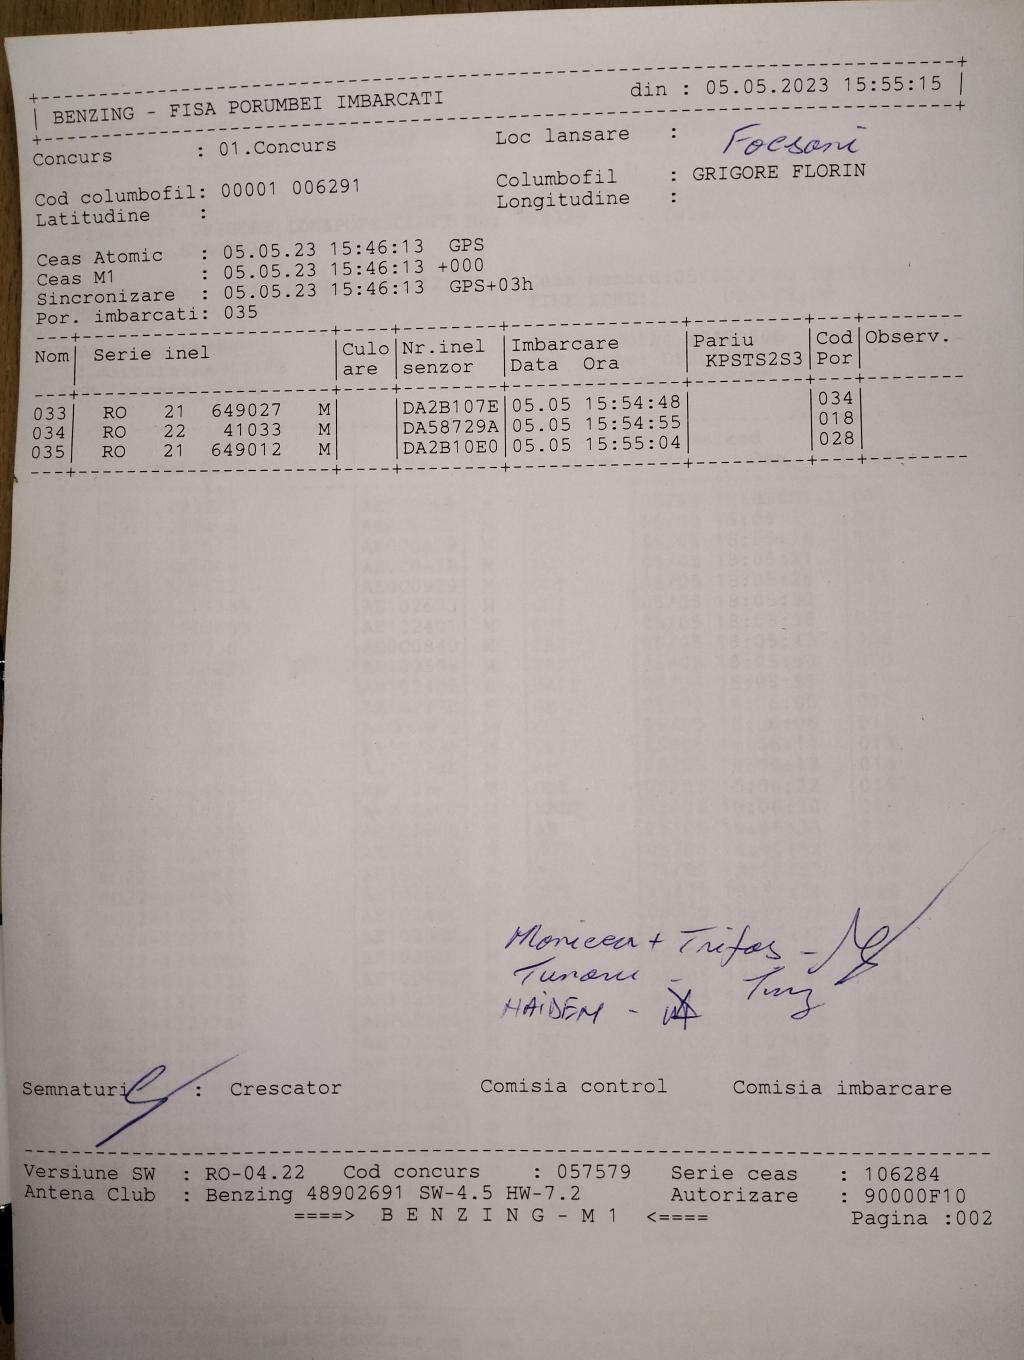 BENZING - FISA PORUMBEI IMBARCATI din : 05.05.2023 15:55:15
Concurs : 01.Concurs Loc lansare : Focsani
Cod columbofil: 00001 006291 Columbofil : GRIGORE FLORIN
Latitudine : Longitudine :
Ceas Atomic : 05.05.23 15:46:13 GPS
Ceas M1 : 05.05.23 15:46:13 +000
Sincronizare : 05.05.23 15:46:13 GPS+03h
Por. imbarcati: 035
Nom Serie inel Culo Nr.inel Imbarcare Pariu Cod Observ.
are senzor Data Ora KPSTS2S3 Por
033 RO 21 649027 M DA2B107E 05.05 15:54:48 034
034 RO 22 41033 M DA58729A 05.05 15:54:55 018
035 RO 21 649012 M DA2B10E0 05.05 15:55:04 028
+ Trifas -
Tunaru -
HAIDEM -
Semnaturi : Crescator Comisia control Comisia imbarcare
Versiune SW : RO-04.22 Cod concurs : 057579 Serie ceas : 106284
Antena Club : Benzing 48902691 SW-4.5 HW-7.2 Autorizare : 90000F10
====> B E N Z I N G - M 1 <==== Pagina :002